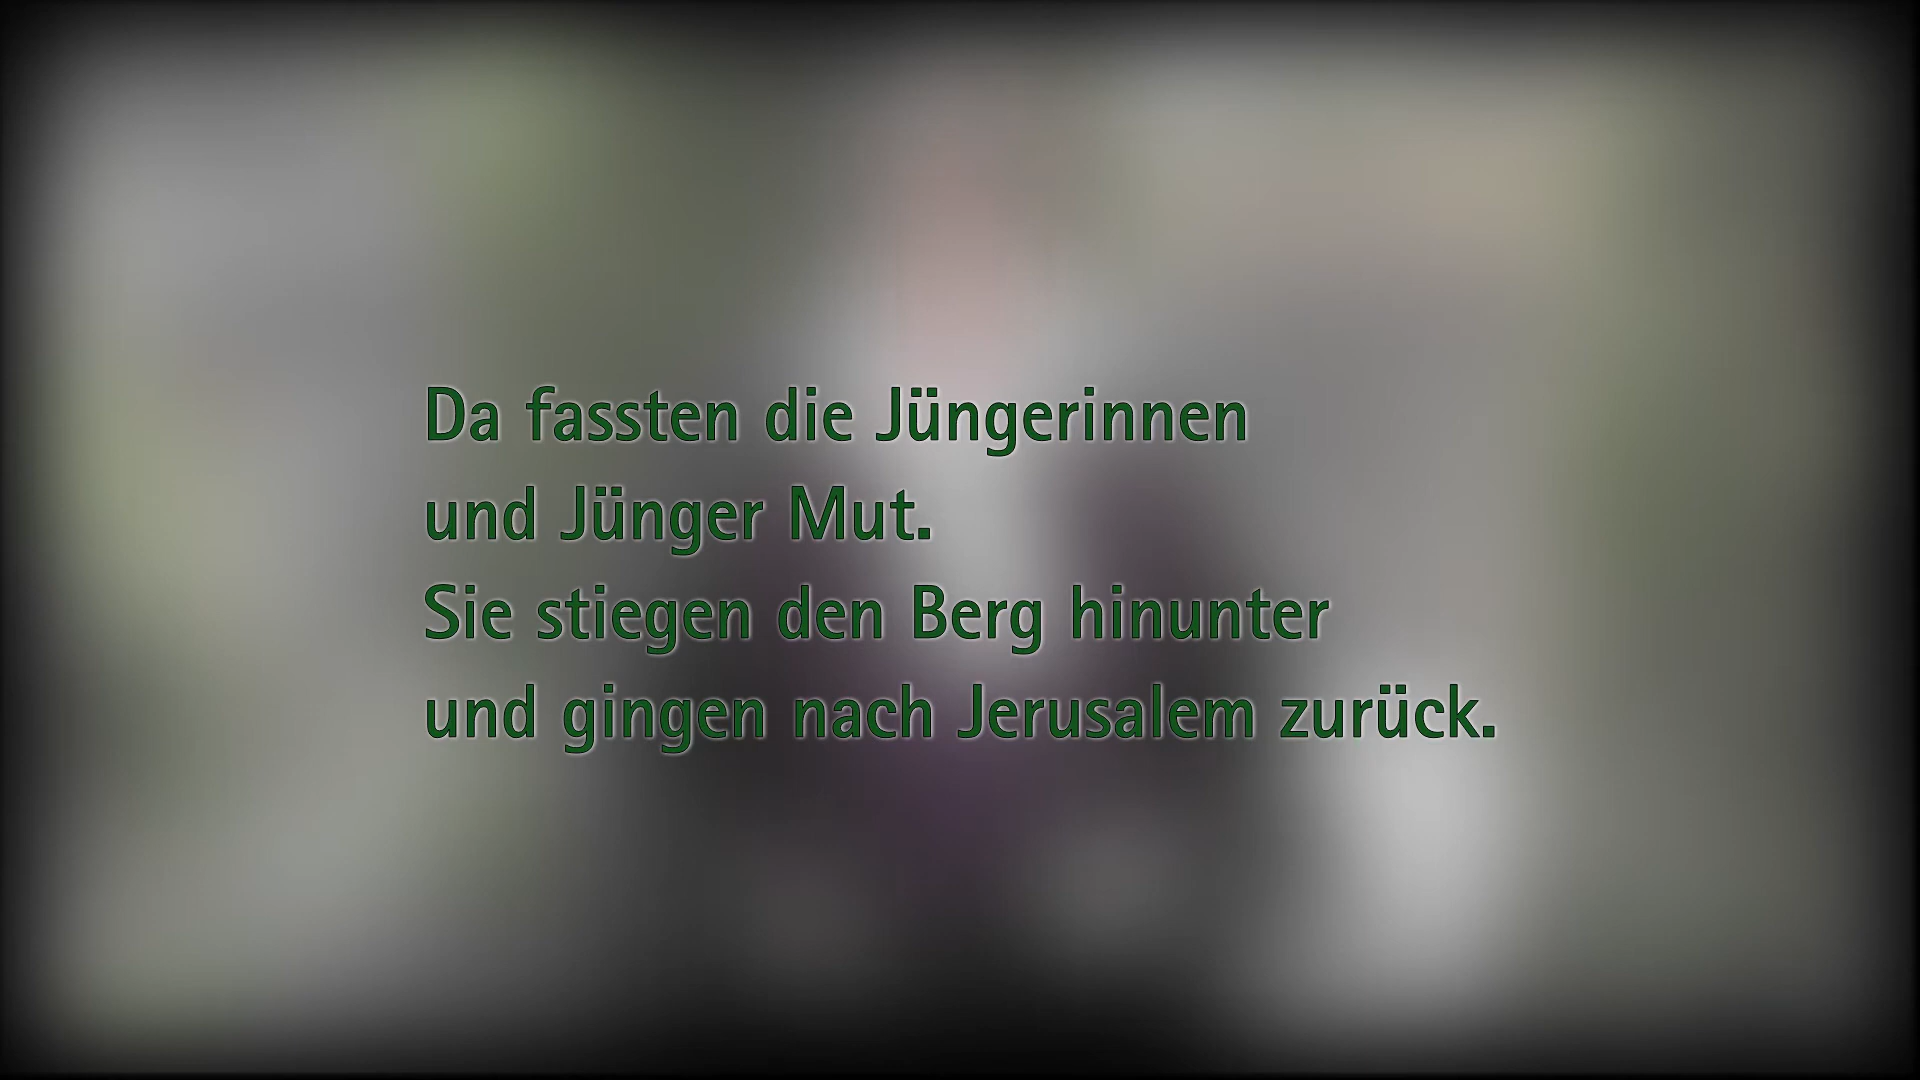 Da fassten die Jüngerinnen
und Jünger Mut.
Sie stiegen den Berg hinunter
und gingen nach Jerusalem zurück.